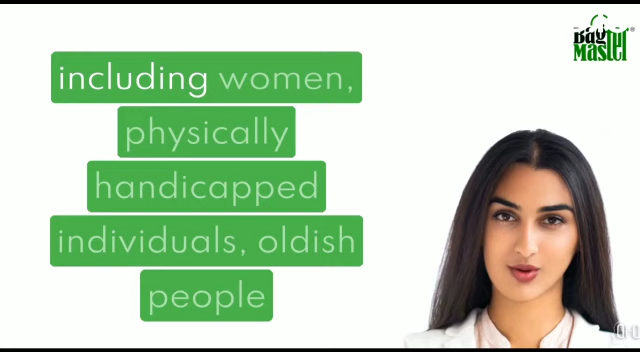 Bag
Master
®
including women,
physically
handicapped
individuals, oldish
people